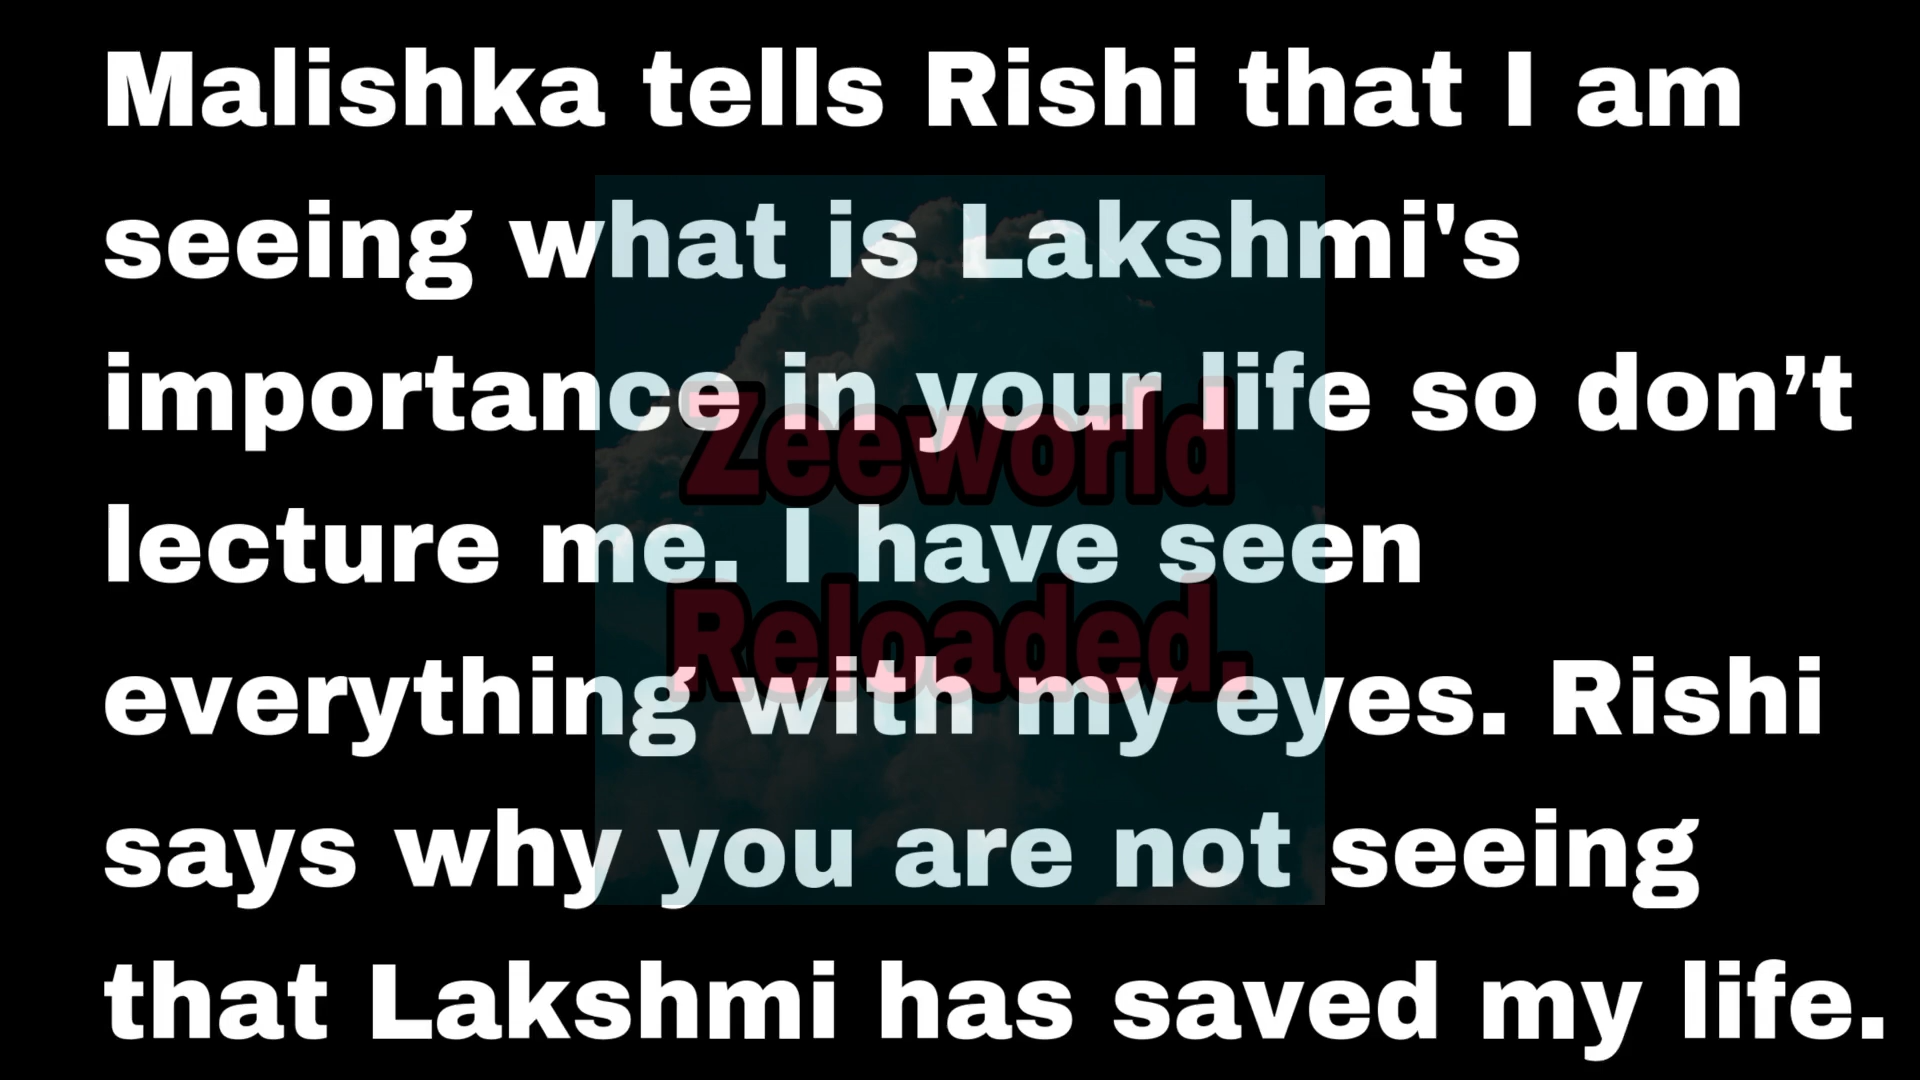 Malishka tells Rishi that I am
seeing what is Lakshmi's
importance in your life so don’t
lecture me. I have seen
everything with my eyes. Rishi
says why you are not seeing
that Lakshmi has saved my life.
Zeeworld
Reloaded.